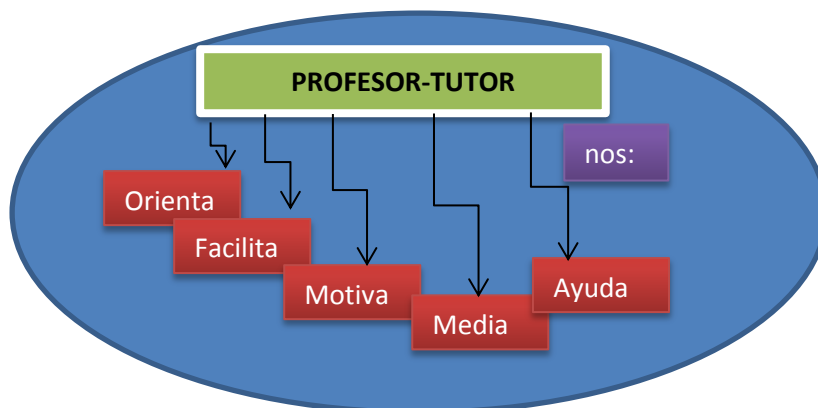 PROFESOR-TUTOR
nos:
Orienta
Facilita
Motiva
Media
Ayuda